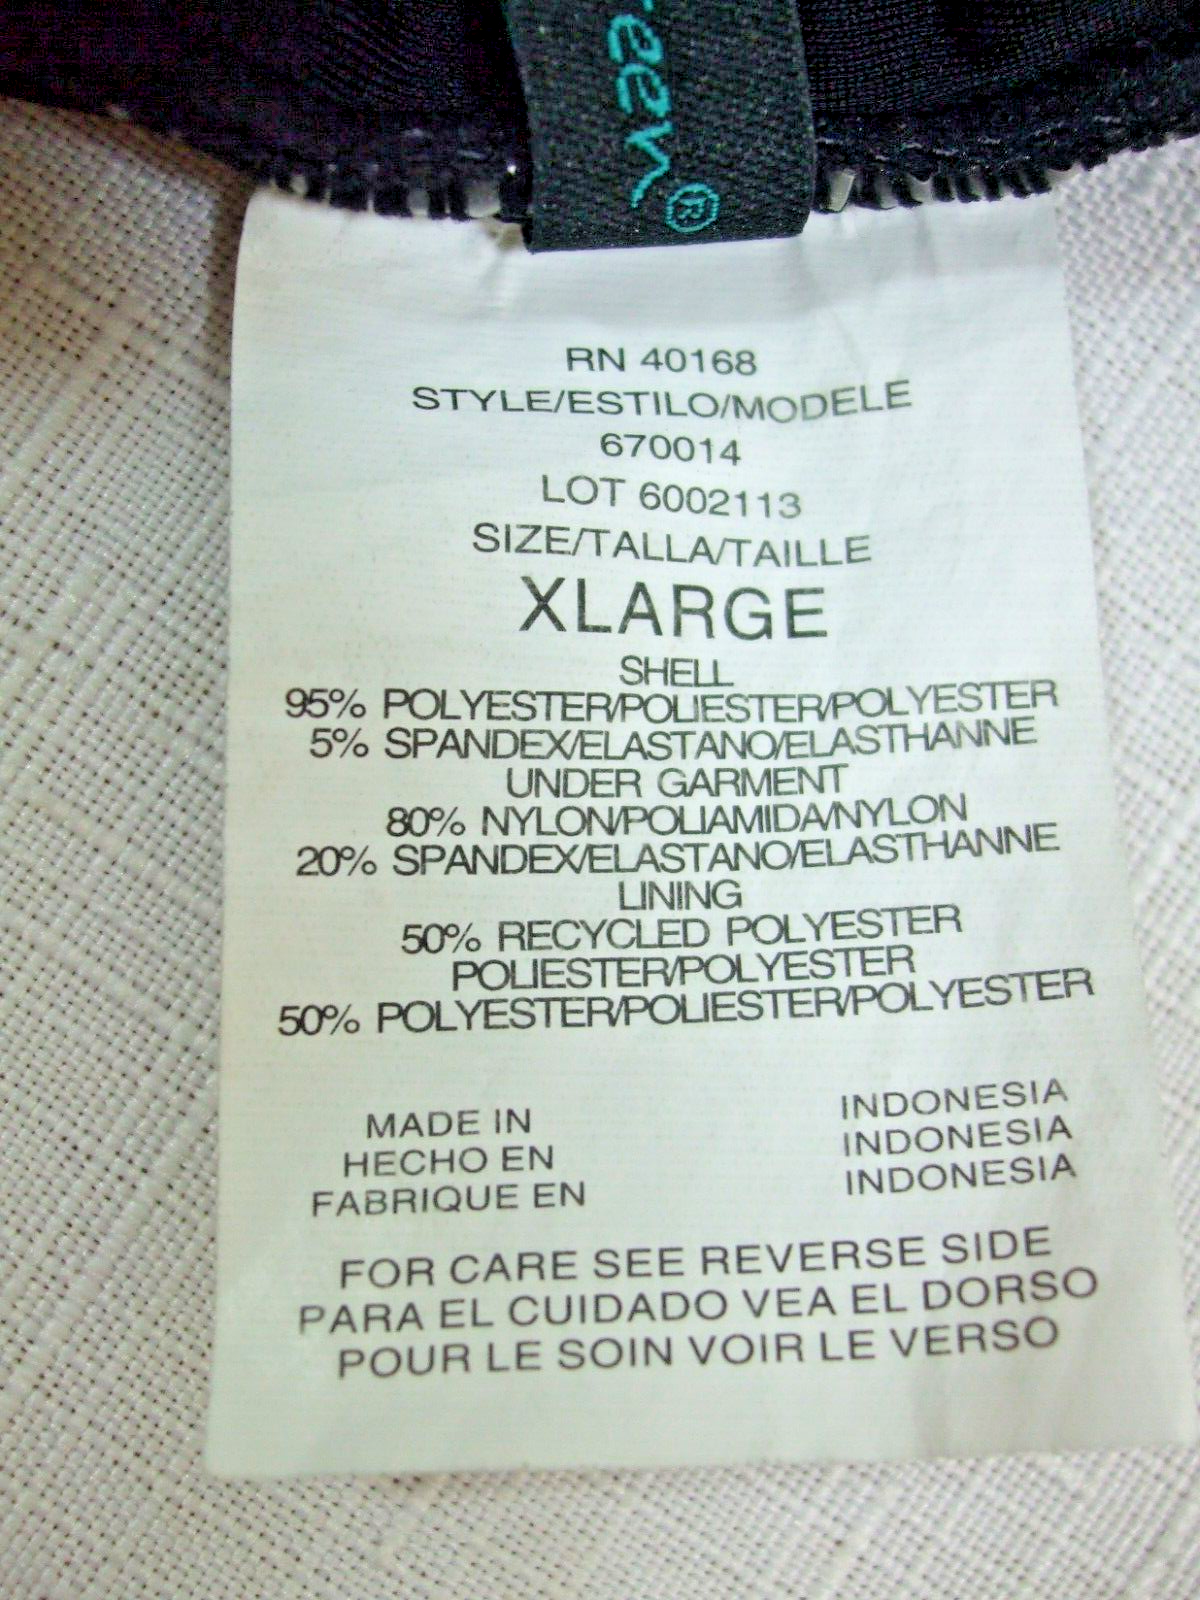 reen®
RN 40168
STYLE/ESTILO/MODELE
670014
LOT 6002113
SIZE/TALLA/TAILLE
XLARGE
SHELL
95% POLYESTER/POLIESTER/POLYESTER
5% SPANDEX/ELASTANO/ELASTHANNE
UNDER GARMENT
80% NYLON/POLIAMIDA/NYLON
20% SPANDEX/ELASTANO/ELASTHANNE
LINING
50% RECYCLED POLYESTER
POLIESTER/POLYESTER
50% POLYESTER/POLIESTER/POLYESTER
MADE IN INDONESIA
HECHO EN INDONESIA
FABRIQUE EN INDONESIA
FOR CARE SEE REVERSE SIDE
PARA EL CUIDADO VEA EL DORSO
POUR LE SOIN VOIR LE VERSO